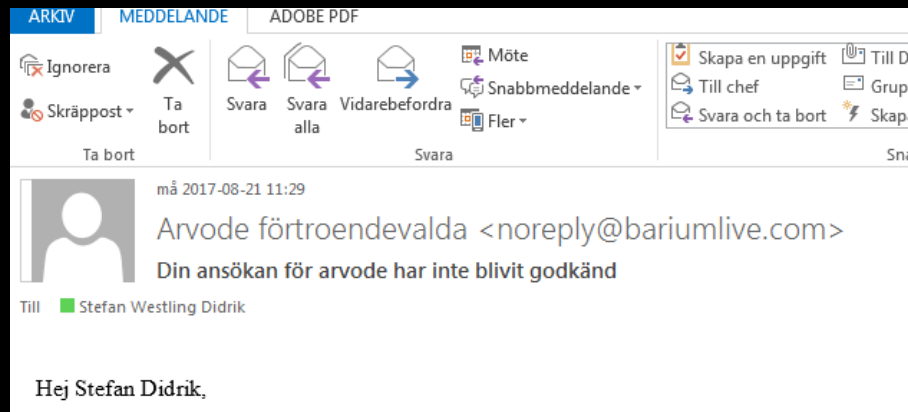 ARKIV MEDDELANDE ADOBE PDF
Ignorera
Skräppost
Ta bort
Svara
Svara alla
Vidarebefordra
Möte
Snabbmeddelande
Fler
Skapa en uppgift
Till chef
Svara och ta bort
Till
Ta bort
Svara
må 2017-08-21 11:29
Arvode förtroendevalda <noreply@bariumlive.com>
Din ansökan för arvode har inte blivit godkänd
Till Stefan Westling Didrik
Hej Stefan Didrik,